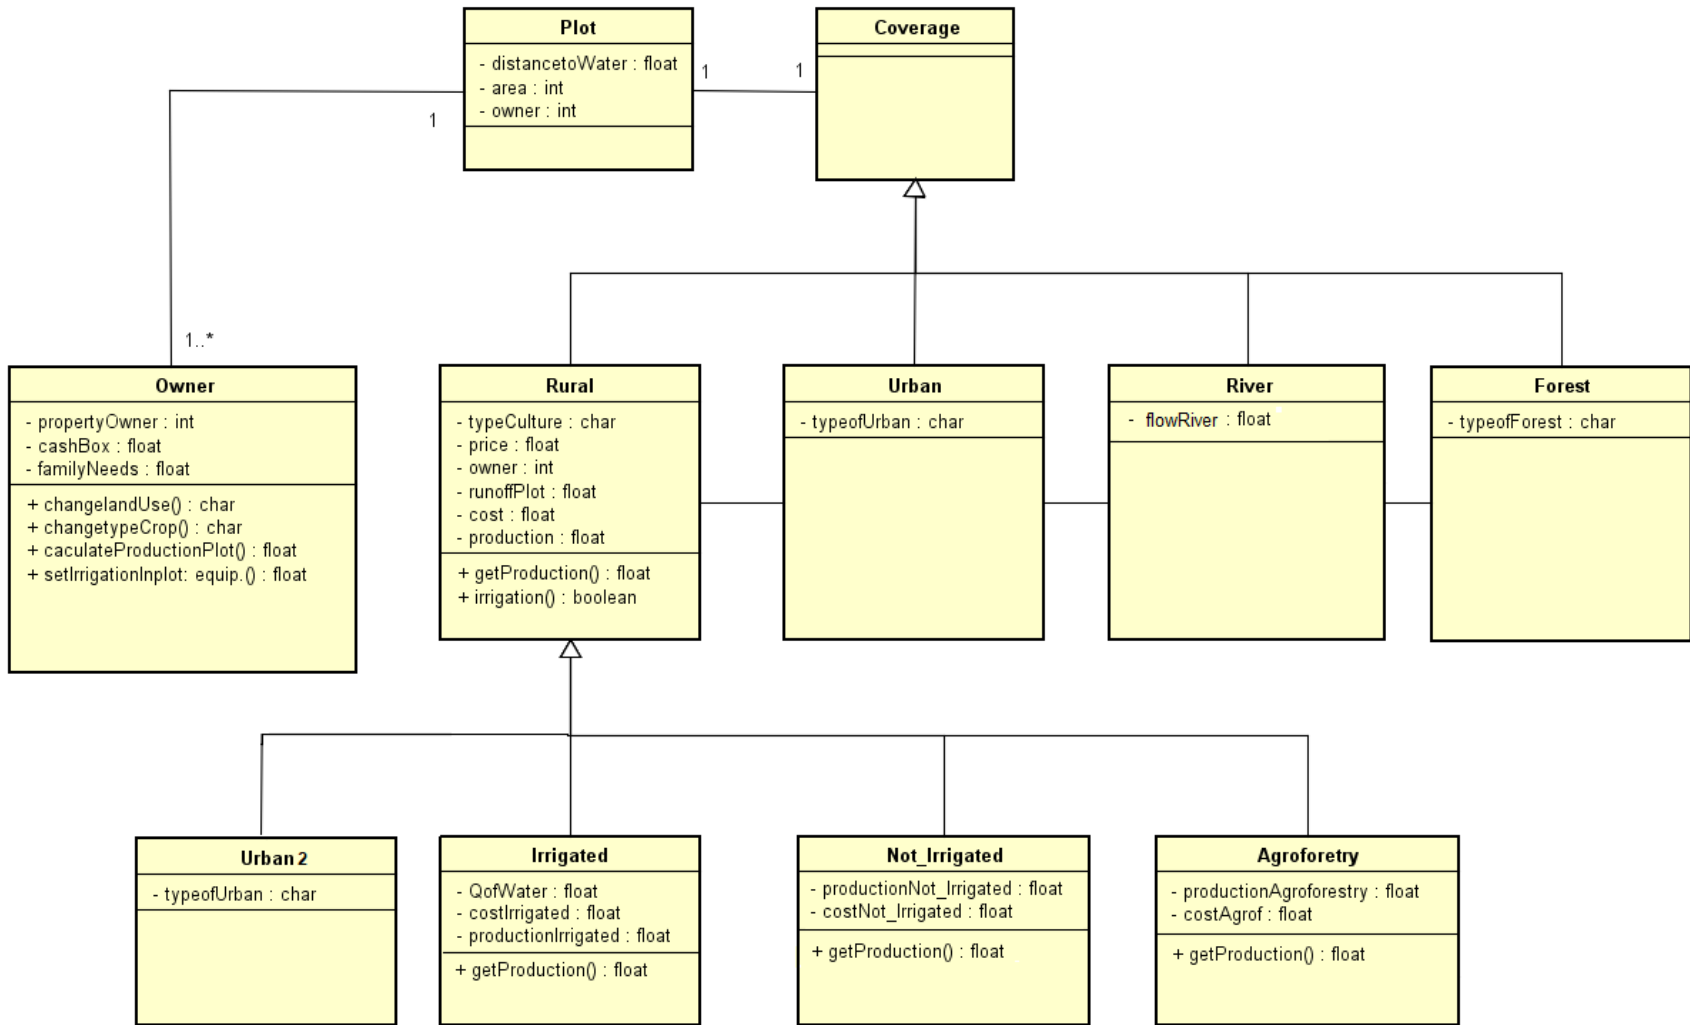 Plot
- distancetoWater : float
- area : int
- owner : int
Coverage
1
1
1
1..*
Owner
- propertyOwner : int
- cashBox : float
- familyNeeds : float
+ changelandUse() : char
+ changetypeCrop() : char
+ caculateProductionPlot() : float
+ setIrrigationInplot: equip.() : float
Rural
- typeCulture : char
- price : float
- owner : int
- runoffPlot : float
- cost : float
- production : float
+ getProduction() : float
+ irrigation() : boolean
Urban
- typeofUrban : char
River
- flowRiver : float
Forest
- typeofForest : char
Urban 2
- typeofUrban : char
Irrigated
- QofWater : float
- costIrrigated : float
- productionIrrigated : float
+ getProduction() : float
Not_Irrigated
- productionNot_Irrigated : float
- costNot_Irrigated : float
+ getProduction() : float
Agroforetry
- productionAgroforestry : float
- costAgrof : float
+ getProduction() : float